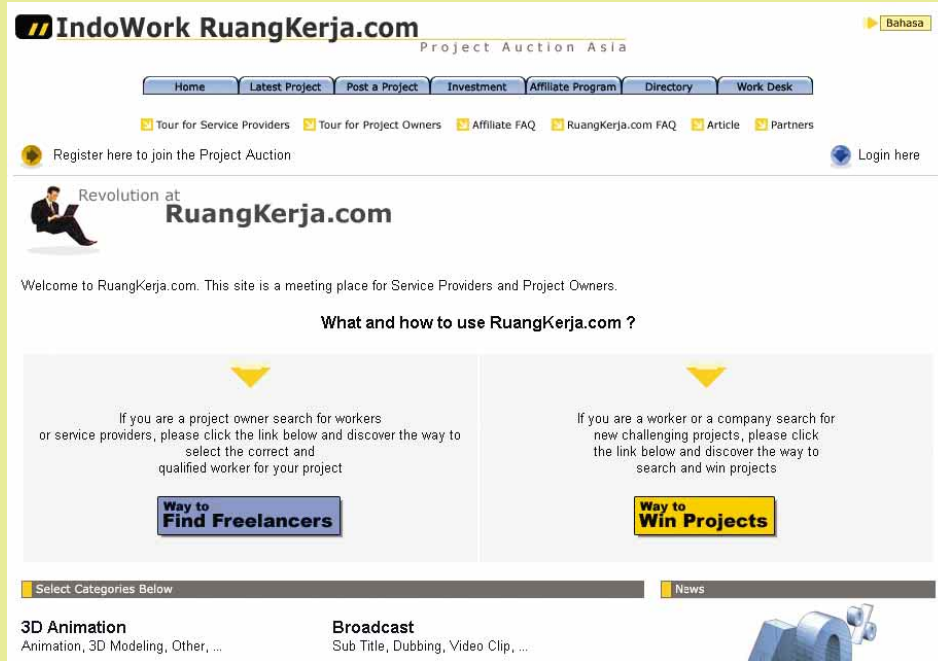 IndoWork RuangKerja.com
Project Auction Asia
Bahasa
Home Latest Project Post a Project Investment Affiliate Program Directory Work Desk
Tour for Service Providers Tour for Project Owners Affiliate FAQ RuangKerja.com FAQ Article Partners
Register here to join the Project Auction
Login here
Revolution at
RuangKerja.com
Welcome to RuangKerja.com. This site is a meeting place for Service Providers and Project Owners.
What and how to use RuangKerja.com ?
If you are a project owner search for workers
or service providers, please click the link below and discover the way to
select the correct and
qualified worker for your project
Way to
Find Freelancers
If you are a worker or a company search for
new challenging projects, please click
the link below and discover the way to
search and win projects
Way to
Win Projects
Select Categories Below
News
3D Animation
Animation, 3D Modeling, Other, ...
Broadcast
Sub Title, Dubbing, Video Clip, ...
%